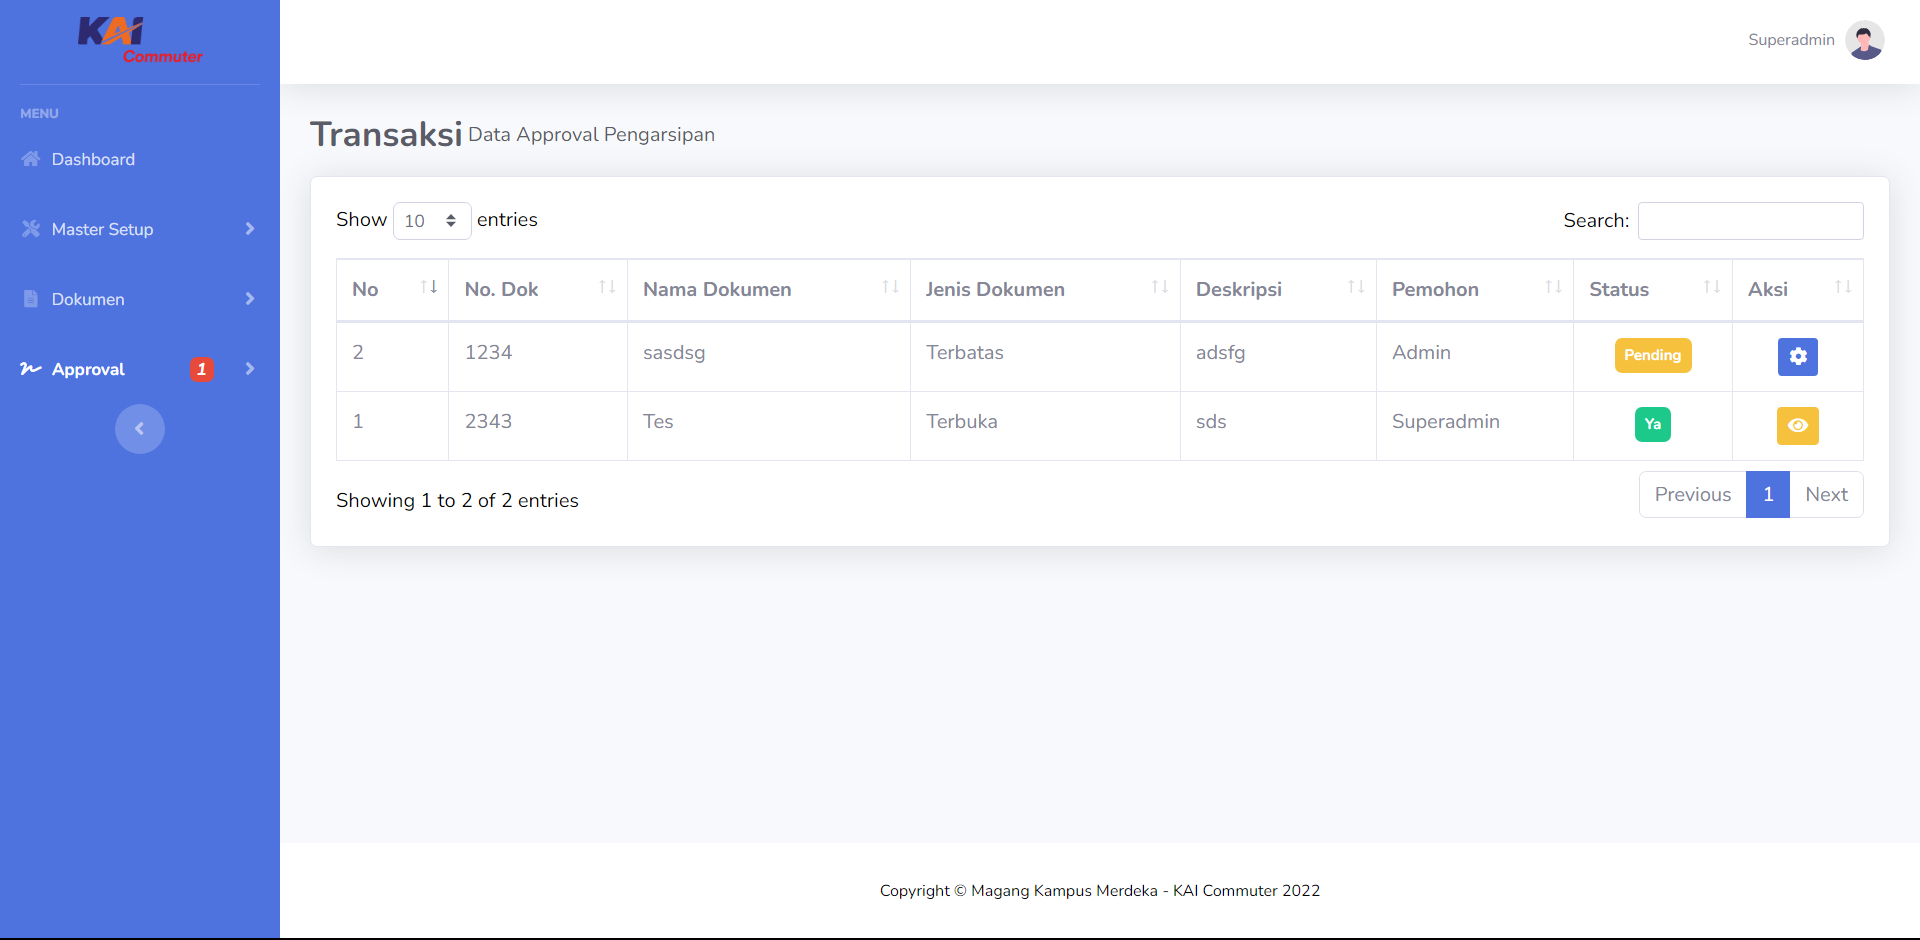 KAI
Commuter
Superadmin
MENU
Dashboard
Master Setup
Dokumen
Approval 1
Transaksi Data Approval Pengarsipan
Show 10 entries
Search:
No No. Dok Nama Dokumen Jenis Dokumen Deskripsi Pemohon Status Aksi
2 1234 sasdsg Terbatas adsfg Admin Pending
1 2343 Tes Terbuka sds Superadmin Ya
Showing 1 to 2 of 2 entries
Previous 1 Next
Copyright © Magang Kampus Merdeka - KAI Commuter 2022